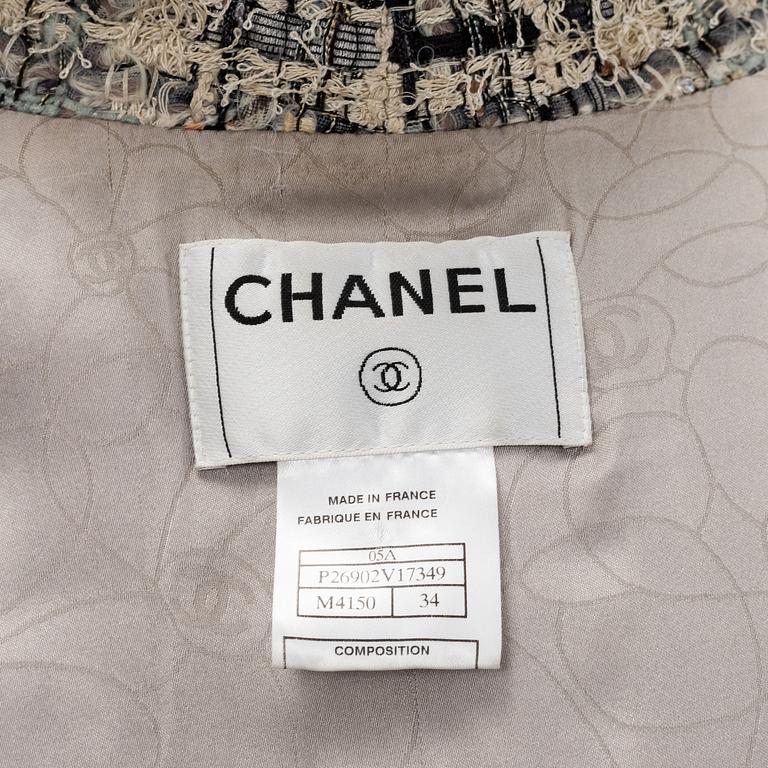 CHANEL
MADE IN FRANCE
FABRIQUE EN FRANCE
05A
P26902V17349
M4150 34
COMPOSITION